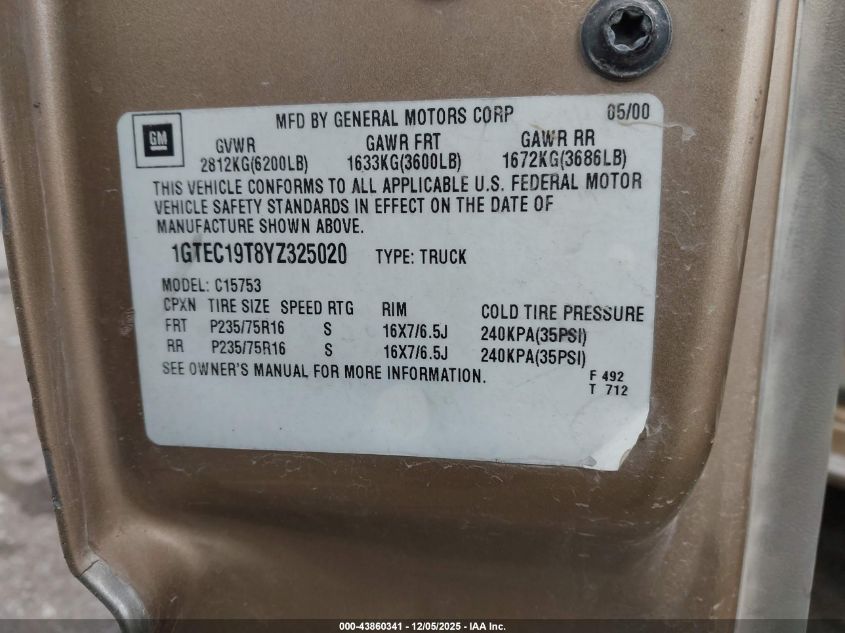 GM
MFD BY GENERAL MOTORS CORP 05/00
GVWR GAWR FRT GAWR RR
2812KG(6200LB) 1633KG(3600LB) 1672KG(3686LB)
THIS VEHICLE CONFORMS TO ALL APPLICABLE U.S. FEDERAL MOTOR
VEHICLE SAFETY STANDARDS IN EFFECT ON THE DATE OF
MANUFACTURE SHOWN ABOVE.
1GTEC19T8YZ325020 TYPE: TRUCK
MODEL: C15753
CPXN TIRE SIZE SPEED RTG RIM COLD TIRE PRESSURE
FRT P235/75R16 S 16X7/6.5J 240KPA(35PSI)
RR P235/75R16 S 16X7/6.5J 240KPA(35PSI)
SEE OWNER'S MANUAL FOR MORE INFORMATION.
F 492
T 712
000-43860341 - 12/05/2025 - IAA Inc.